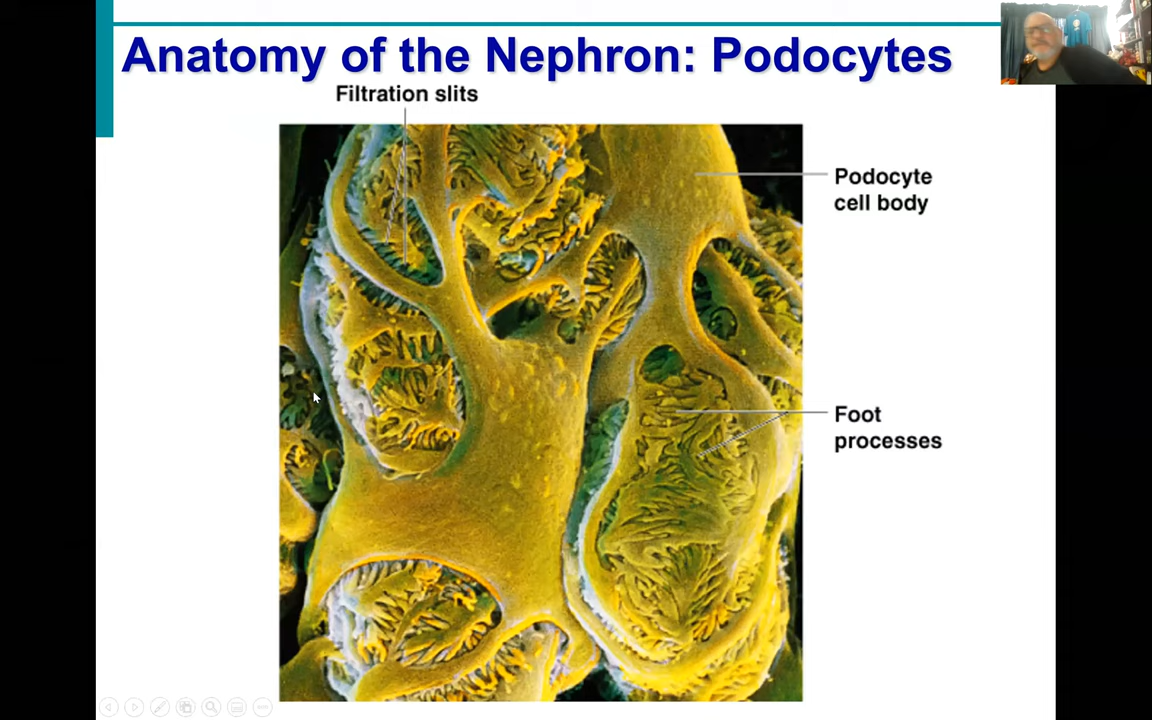 Anatomy of the Nephron: Podocytes
Filtration slits
Podocyte
cell body
Foot
processes